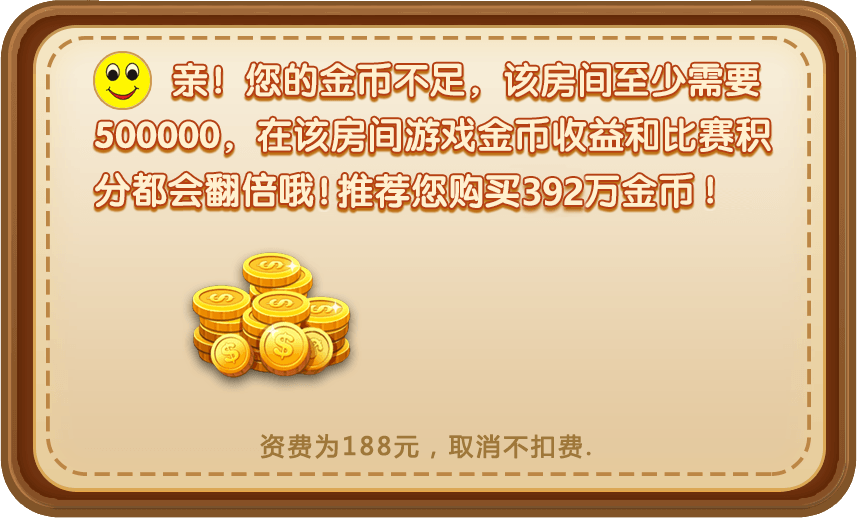 亲！您的金币不足，该房间至少需要
500000，在该房间游戏金币收益和比赛积
分都会翻倍哦！推荐您购买392万金币！
资费为188元，取消不扣费.